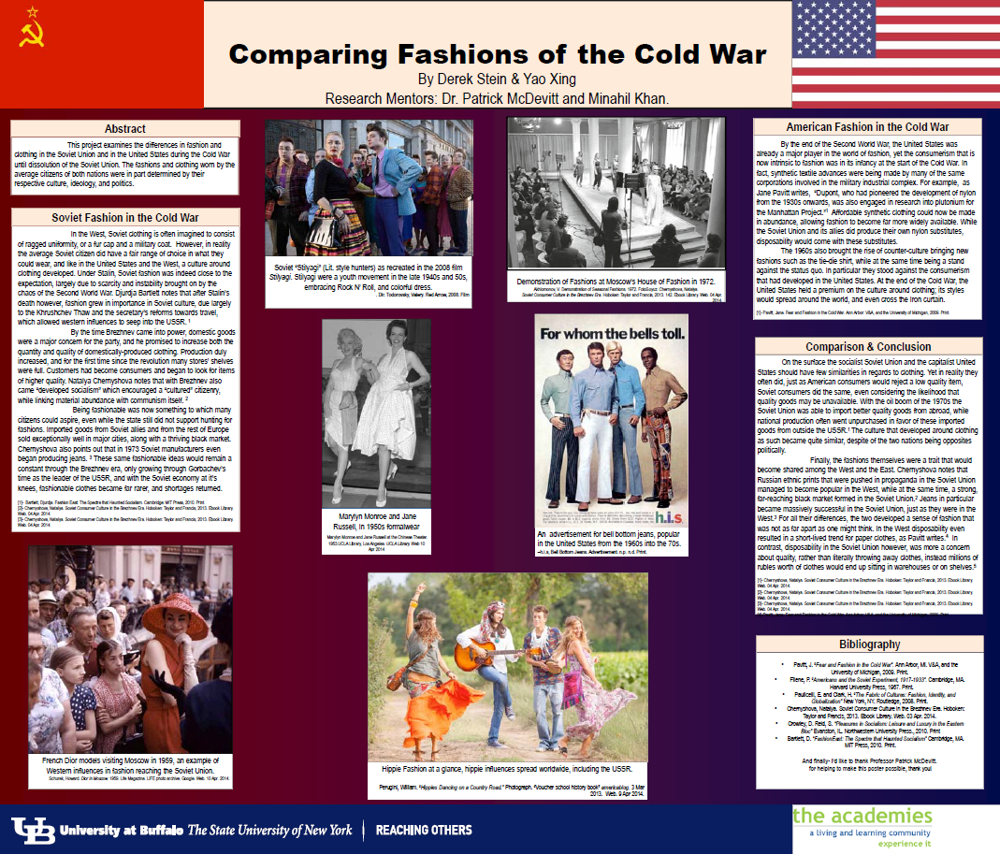 Comparing Fashions of the Cold War
By Derek Stein & Yao Xing
Research Mentors: Dr. Patrick McDevitt and Minahil Khan.
Abstract
This project examines the differences in fashion and
clothing in the Soviet Union and in the United States during the Cold War
until dissolution of the Soviet Union. The fashions and clothing worn by the
average citizens of both nations were in part determined by their
respective culture, ideology, and politics.
Soviet Fashion in the Cold War
In the West, Soviet clothing is often imagined to consist
of ragged uniformity, or a fur cap and a military coat. However, in reality
the average Soviet citizen did have a fair range of choice in what they
could wear, and like in the United States and the West, a culture around
clothing developed. Under Stalin, Soviet fashion was indeed close to the
expectation, largely due to scarcity and instability brought on by the
chaos of the Second World War. Djurdja Bartlett notes that after Stalin's
death however, fashion grew in importance in Soviet culture, due largely
to the Khrushchev Thaw and the secretary's reforms towards travel,
which allowed western influences to seep into the USSR. 1
By the time Brezhnev came into power, domestic goods
were a major concern for the party, and he promised to increase both the
quantity and quality of domestically-produced clothing. Production duly
increased, and for the first time since the revolution many stores' shelves
were full. Customers had become consumers and began to look for items
of higher quality. Natalya Chernyshova notes that with Brezhnev also
came "developed socialism" which encouraged a "cultured" citizenry,
while linking material abundance with communism itself. 2
Being fashionable was now something to which many
citizens could aspire, even while the state still did not support hunting for
fashions. Imported goods from Soviet allies and from the rest of Europe
sold exceptionally well in major cities, along with a thriving black market.
Chernyshova also points out that in 1973 Soviet manufacturers even
began producing jeans. 3 These same fashionable ideas would remain a
constant through the Brezhnev era, only growing through Gorbachev's
time as the leader of the USSR, and with the Soviet economy at it's
knees, fashionable clothes became far rarer, and shortages returned.
[1]- Bartlett, Djurdja. Fashion East: The Spectre that Haunted Socialism. Cambridge: MIT Press, 2010. Print
[2]- Chernyshova, Natalya. Soviet Consumer Culture in the Brezhnev Era. Hoboken: Taylor and Francis, 2013. Ebook Library.
Web. 04 Apr. 2014.
[3]- Chernyshova, Natalya. Soviet Consumer Culture in the Brezhnev Era. Hoboken: Taylor and Francis, 2013. Ebook Library.
Web. 04 Apr. 2014.
French Dior models visiting Moscow in 1959, an example of
Western influences in fashion reaching the Soviet Union.
Schurek, Howard. Dior in Moscow. 1959. Life Magazine. LIFE photo archive. Google. Web. 10 Apr. 2014.
Soviet "Stilyagi" (Lit. style hunters) as recreated in the 2008 film
Stilyagi. Stilyagi were a youth movement in the late 1940s and 50s,
embracing Rock N' Roll, and colorful dress.
. Dir. Todorovsky, Valery. Red Arrow, 2008. Film
Demonstration of Fashions at Moscow's House of Fashion in 1972.
Akhlomonov, V. Demonstration of Seasonal Fashions. 1972. FotoSoyuz. Chernyshova, Natalya.
Soviet Consumer Culture in the Brezhnev Era. Hoboken: Taylor and Francis, 2013. 143. Ebook Library. Web. 04 Apr.
2014.
Marylyn Monroe and Jane
Russell, in 1950s formalwear
Marylyn Monroe and Jane Russell at the Chinese Theater.
1953.UCLA Library, Los Angeles. UCLA Library. Web 10
Apr 2014
For whom the bells toll.
h.i.s
An advertisement for bell bottom jeans, popular
in the United States from the 1960s into the 70s.
-h.i.s, Bell Bottom Jeans. Advertisement. n.p. n.d. Print.
Hippie Fashion at a glance, hippie influences spread worldwide, including the USSR.
Perugini, William. "Hippies Dancing on a Country Road." Photograph. "Voucher school history book" americablog. 3 Mar
2013. Web. 9 Apr 2014.
American Fashion in the Cold War
By the end of the Second World War, the United States was
already a major player in the world of fashion, yet the consumerism that is
now intrinsic to fashion was in its infancy at the start of the Cold War. In
fact, synthetic textile advances were being made by many of the same
corporations involved in the military industrial complex. For example, as
Jane Pavitt writes, "Dupont, who had pioneered the development of nylon
from the 1930s onwards, was also engaged in research into plutonium for
the Manhattan Project."1 Affordable synthetic clothing could now be made
in abundance, allowing fashion to become far more widely available. While
the Soviet Union and its allies did produce their own nylon substitutes,
disposability would come with these substitutes.
The 1960s also brought the rise of counter-culture bringing new
fashions such as the tie-die shirt, while at the same time being a stand
against the status quo. In particular they stood against the consumerism
that had developed in the United States. At the end of the Cold War, the
United States held a premium on the culture around clothing; its styles
would spread around the world, and even cross the Iron curtain.
[1]- Pavitt, Jane. Fear and Fashion in the Cold War. Ann Arbor: V&A, and the University of Michigan, 2009. Print.
Comparison & Conclusion
On the surface the socialist Soviet Union and the capitalist United
States should have few similarities in regards to clothing. Yet in reality they
often did, just as American consumers would reject a low quality item,
Soviet consumers did the same, even considering the likelihood that
quality goods may be unavailable. With the oil boom of the 1970s the
Soviet Union was able to import better quality goods from abroad, while
national production often went unpurchased in favor of these imported
goods from outside the USSR.1 The culture that developed around clothing
as such became quite similar, despite of the two nations being opposites
politically.
Finally, the fashions themselves were a trait that would
become shared among the West and the East. Chernyshova notes that
Russian ethnic prints that were pushed in propaganda in the Soviet Union
managed to become popular in the West, while at the same time, a strong,
far-reaching black market formed in the Soviet Union.2 Jeans in particular
became massively successful in the Soviet Union, just as they were in the
West.3 For all their differences, the two developed a sense of fashion that
was not as far apart as one might think. In the West disposability even
resulted in a short-lived trend for paper clothes, as Pavitt writes.4 In
contrast, disposability in the Soviet Union however, was more a concern
about quality, rather than literally throwing away clothes, instead millions of
rubles worth of clothes would end up sitting in warehouses or on shelves.5
[1]- Chernyshova, Natalya. Soviet Consumer Culture in the Brezhnev Era. Hoboken: Taylor and Francis, 2013. Ebook Library.
Web. 04 Apr. 2014.
[2]- Chernyshova, Natalya. Soviet Consumer Culture in the Brezhnev Era. Hoboken: Taylor and Francis, 2013. Ebook Library.
Web. 04 Apr. 2014.
[3]- Chernyshova, Natalya. Soviet Consumer Culture in the Brezhnev Era. Hoboken: Taylor and Francis, 2013. Ebook Library.
Web. 04 Apr. 2014.
Bibliography
• Pavitt, J. "Fear and Fashion in the Cold War". Ann Arbor, MI. V&A, and the
University of Michigan, 2009. Print.
• Filene, P. "Americans and the Soviet Experiment, 1917-1933". Cambridge, MA.
Harvard University Press, 1967. Print.
• Paulicelli, E. and Clark, H. "The Fabric of Cultures: Fashion, Identity, and
Globalization" New York, NY. Routledge, 2008. Print.
• Chernyshova, Natalya. Soviet Consumer Culture in the Brezhnev Era. Hoboken:
Taylor and Francis, 2013. Ebook Library. Web. 03 Apr. 2014.
• Crowley, D. Reid, S. "Pleasures in Socialism: Leisure and Luxury in the Eastern
Bloc" Evanston, IL. Northwestern University Press., 2010. Print
• Bartlett, D. "FashionEast: The Spectre that Haunted Socialism" Cambridge, MA.
MIT Press, 2010. Print.
And finally- I'd like to thank Professor Patrick McDevitt.
for helping to make this poster possible, thank you!
UB University at Buffalo The State University of New York | REACHING OTHERS
the academies
a living and learning community
experience it